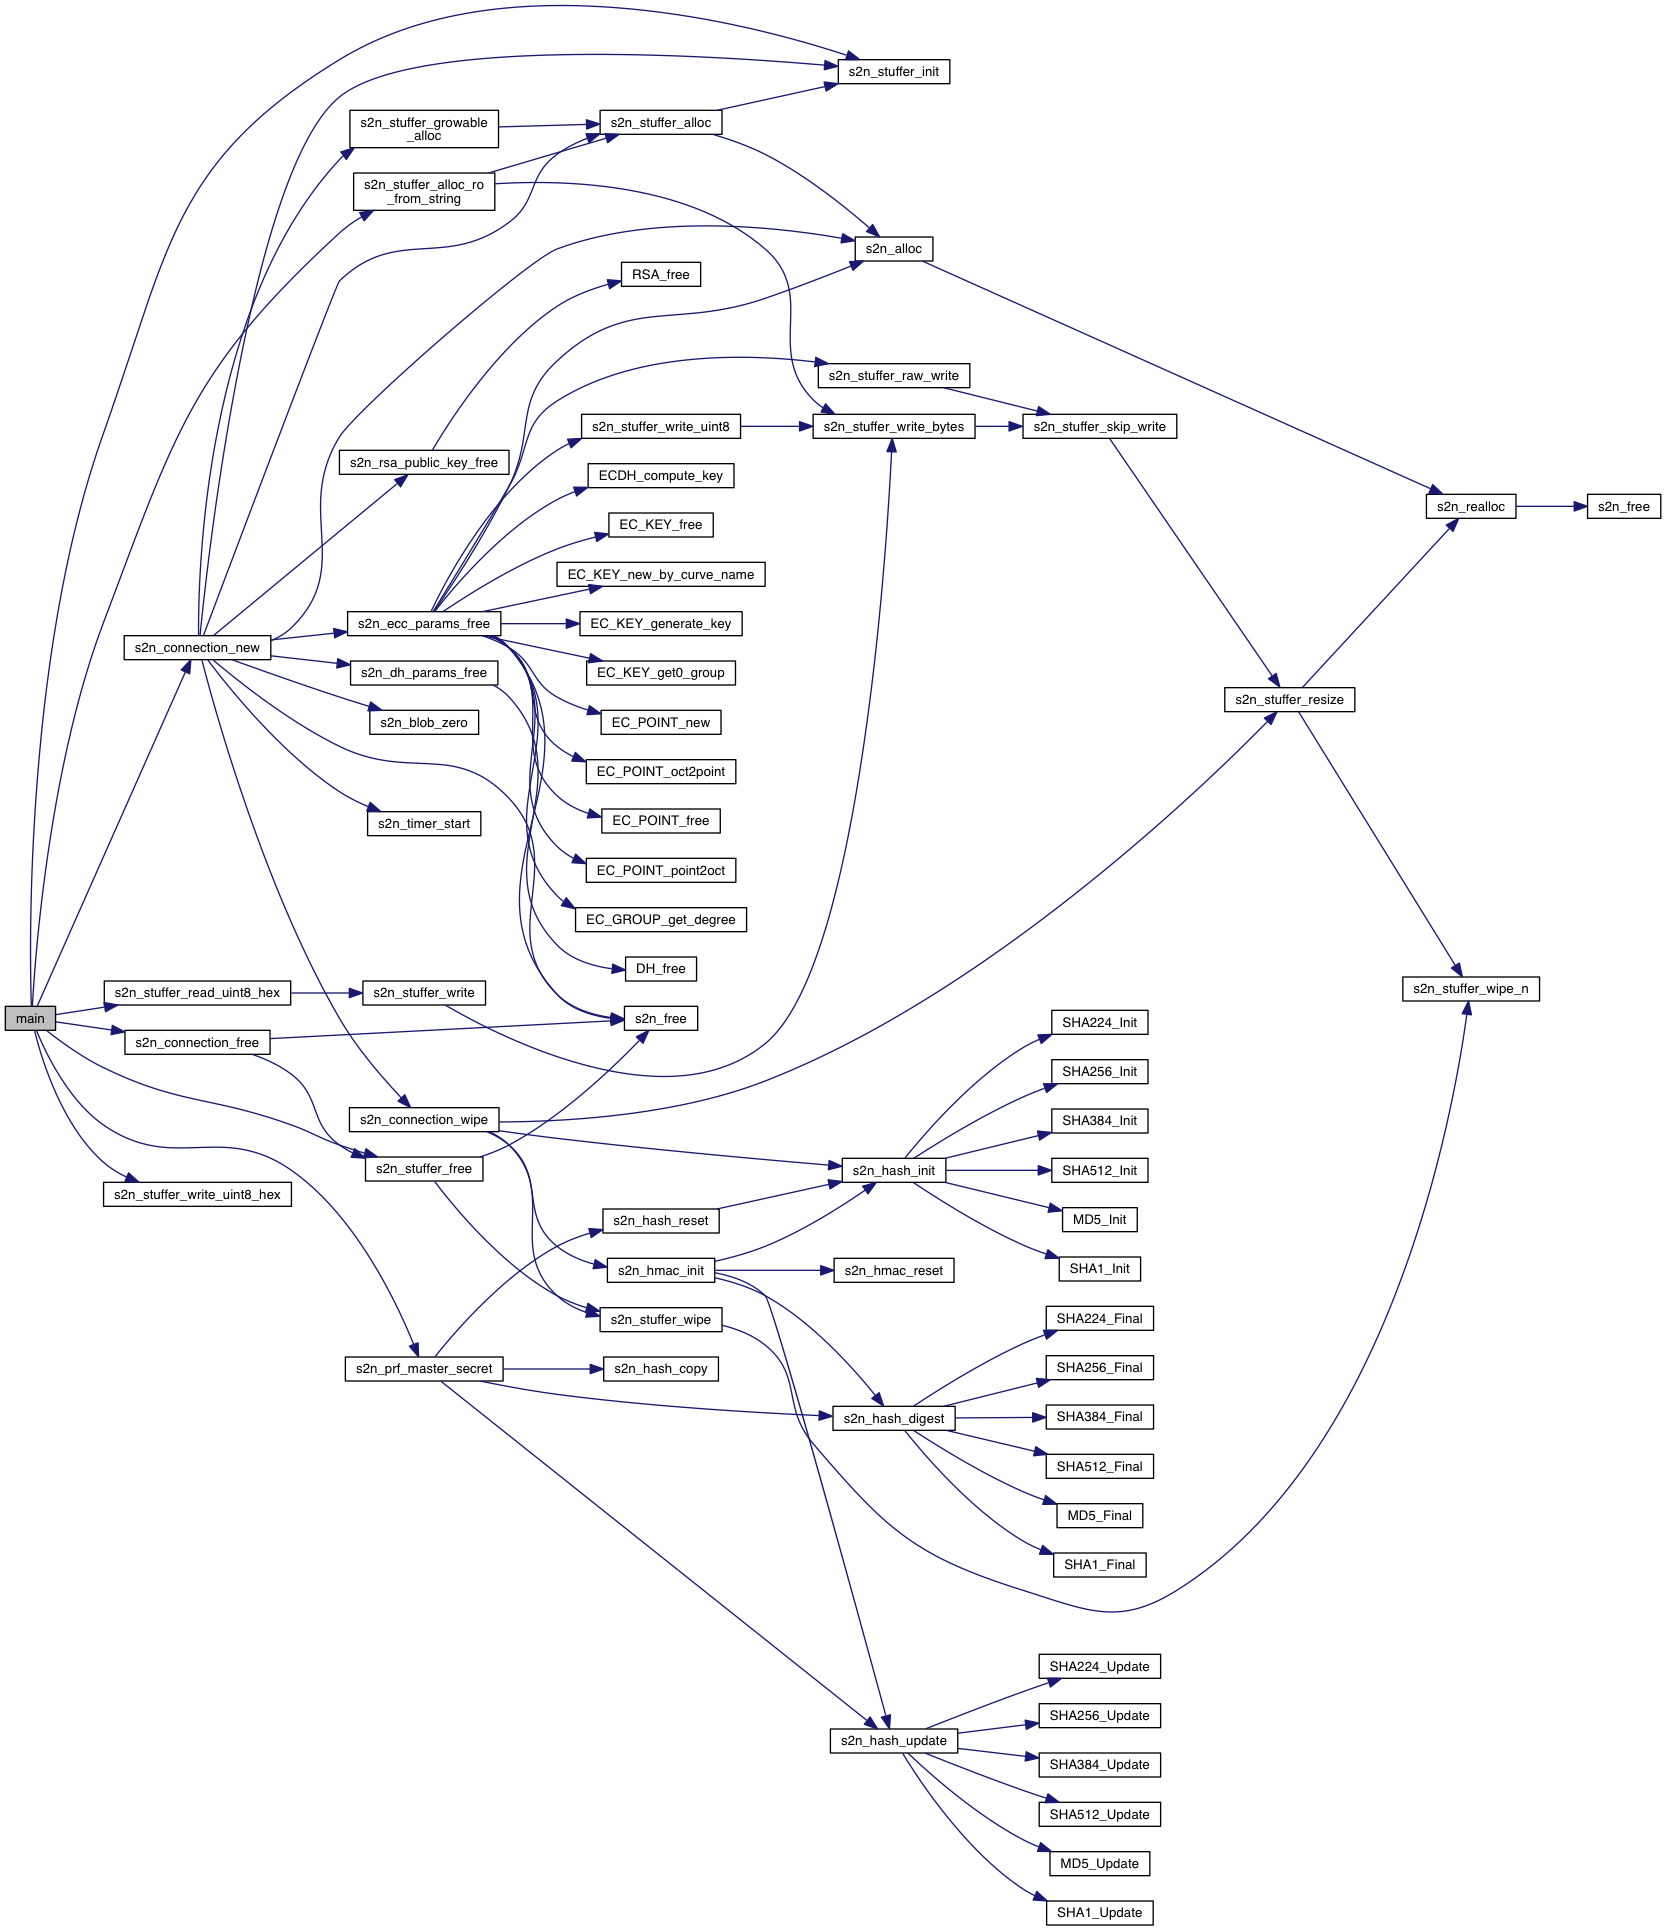 s2n_stuffer_init
s2n_stuffer_growable
_alloc
s2n_stuffer_alloc
s2n_stuffer_alloc_ro
_from_string
s2n_alloc
RSA_free
s2n_stuffer_raw_write
s2n_stuffer_write_uint8
s2n_stuffer_write_bytes
s2n_stuffer_skip_write
s2n_rsa_public_key_free
ECDH_compute_key
s2n_realloc
s2n_free
EC_KEY_free
EC_KEY_new_by_curve_name
s2n_ecc_params_free
EC_KEY_generate_key
s2n_connection_new
s2n_dh_params_free
EC_KEY_get0_group
s2n_stuffer_resize
s2n_blob_zero
EC_POINT_new
EC_POINT_oct2point
s2n_timer_start
EC_POINT_free
EC_POINT_point2oct
EC_GROUP_get_degree
DH_free
s2n_stuffer_wipe_n
s2n_stuffer_read_uint8_hex
s2n_stuffer_write
main
s2n_free
SHA224_Init
s2n_connection_free
SHA256_Init
s2n_connection_wipe
SHA384_Init
s2n_stuffer_free
s2n_hash_init
SHA512_Init
s2n_stuffer_write_uint8_hex
s2n_hash_reset
MD5_Init
s2n_hmac_init
s2n_hmac_reset
SHA1_Init
s2n_stuffer_wipe
SHA224_Final
s2n_prf_master_secret
s2n_hash_copy
SHA256_Final
s2n_hash_digest
SHA384_Final
SHA512_Final
MD5_Final
SHA1_Final
SHA224_Update
SHA256_Update
s2n_hash_update
SHA384_Update
SHA512_Update
MD5_Update
SHA1_Update